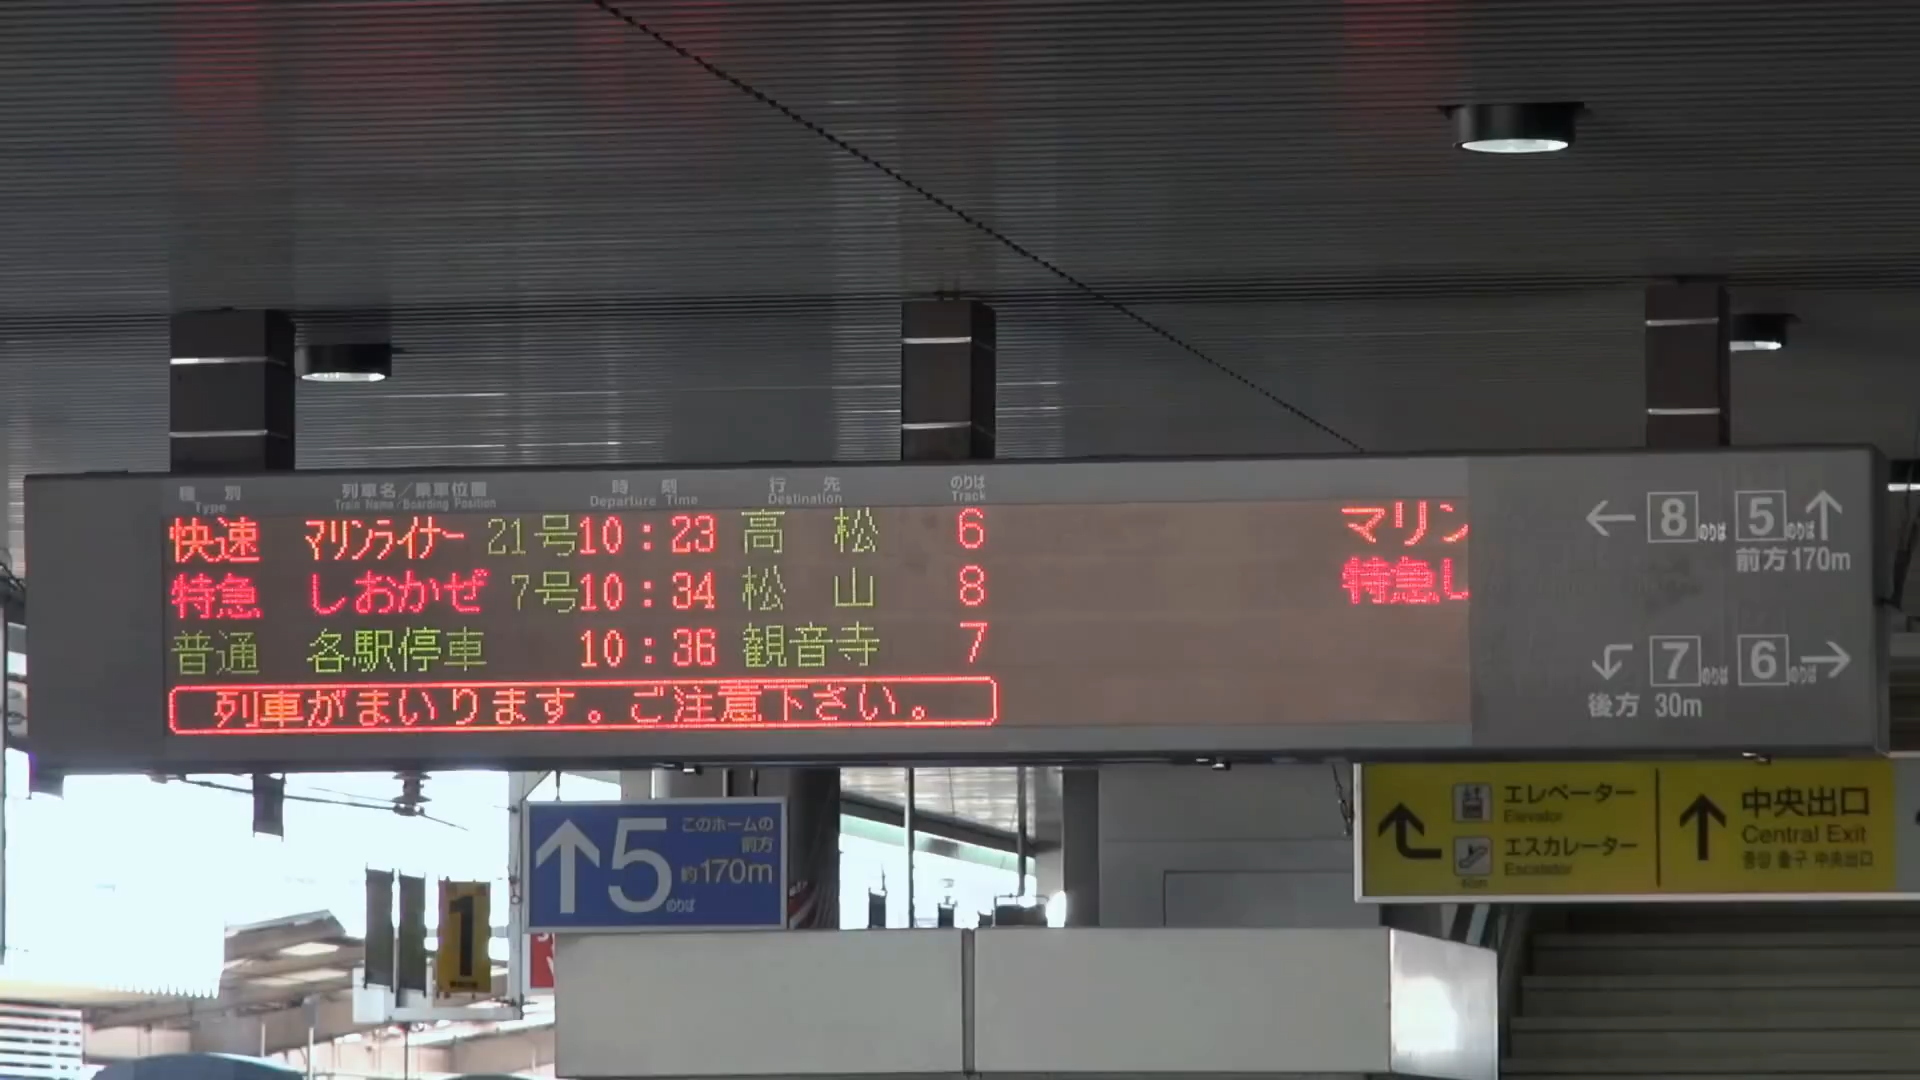 種別 列車名／乗車位置 時刻 行先 のりば
Type Train Name/Boarding Position Departure Time Destination Track
快速 マリンライナー 21号 10:23 高松 6 マリン
特急 しおかぜ 7号 10:34 松山 8 特急し
普通 各駅停車 10:36 観音寺 7
列車がまいります。ご注意下さい。
← 8 のりば 5 のりば ↑
前方170m
7 のりば 6 のりば →
後方 30m
↑5 のりば
このホームの
前方
約170m
エレベーター
Elevator
エスカレーター
Escalator
↑ 中央出口
Central Exit
1